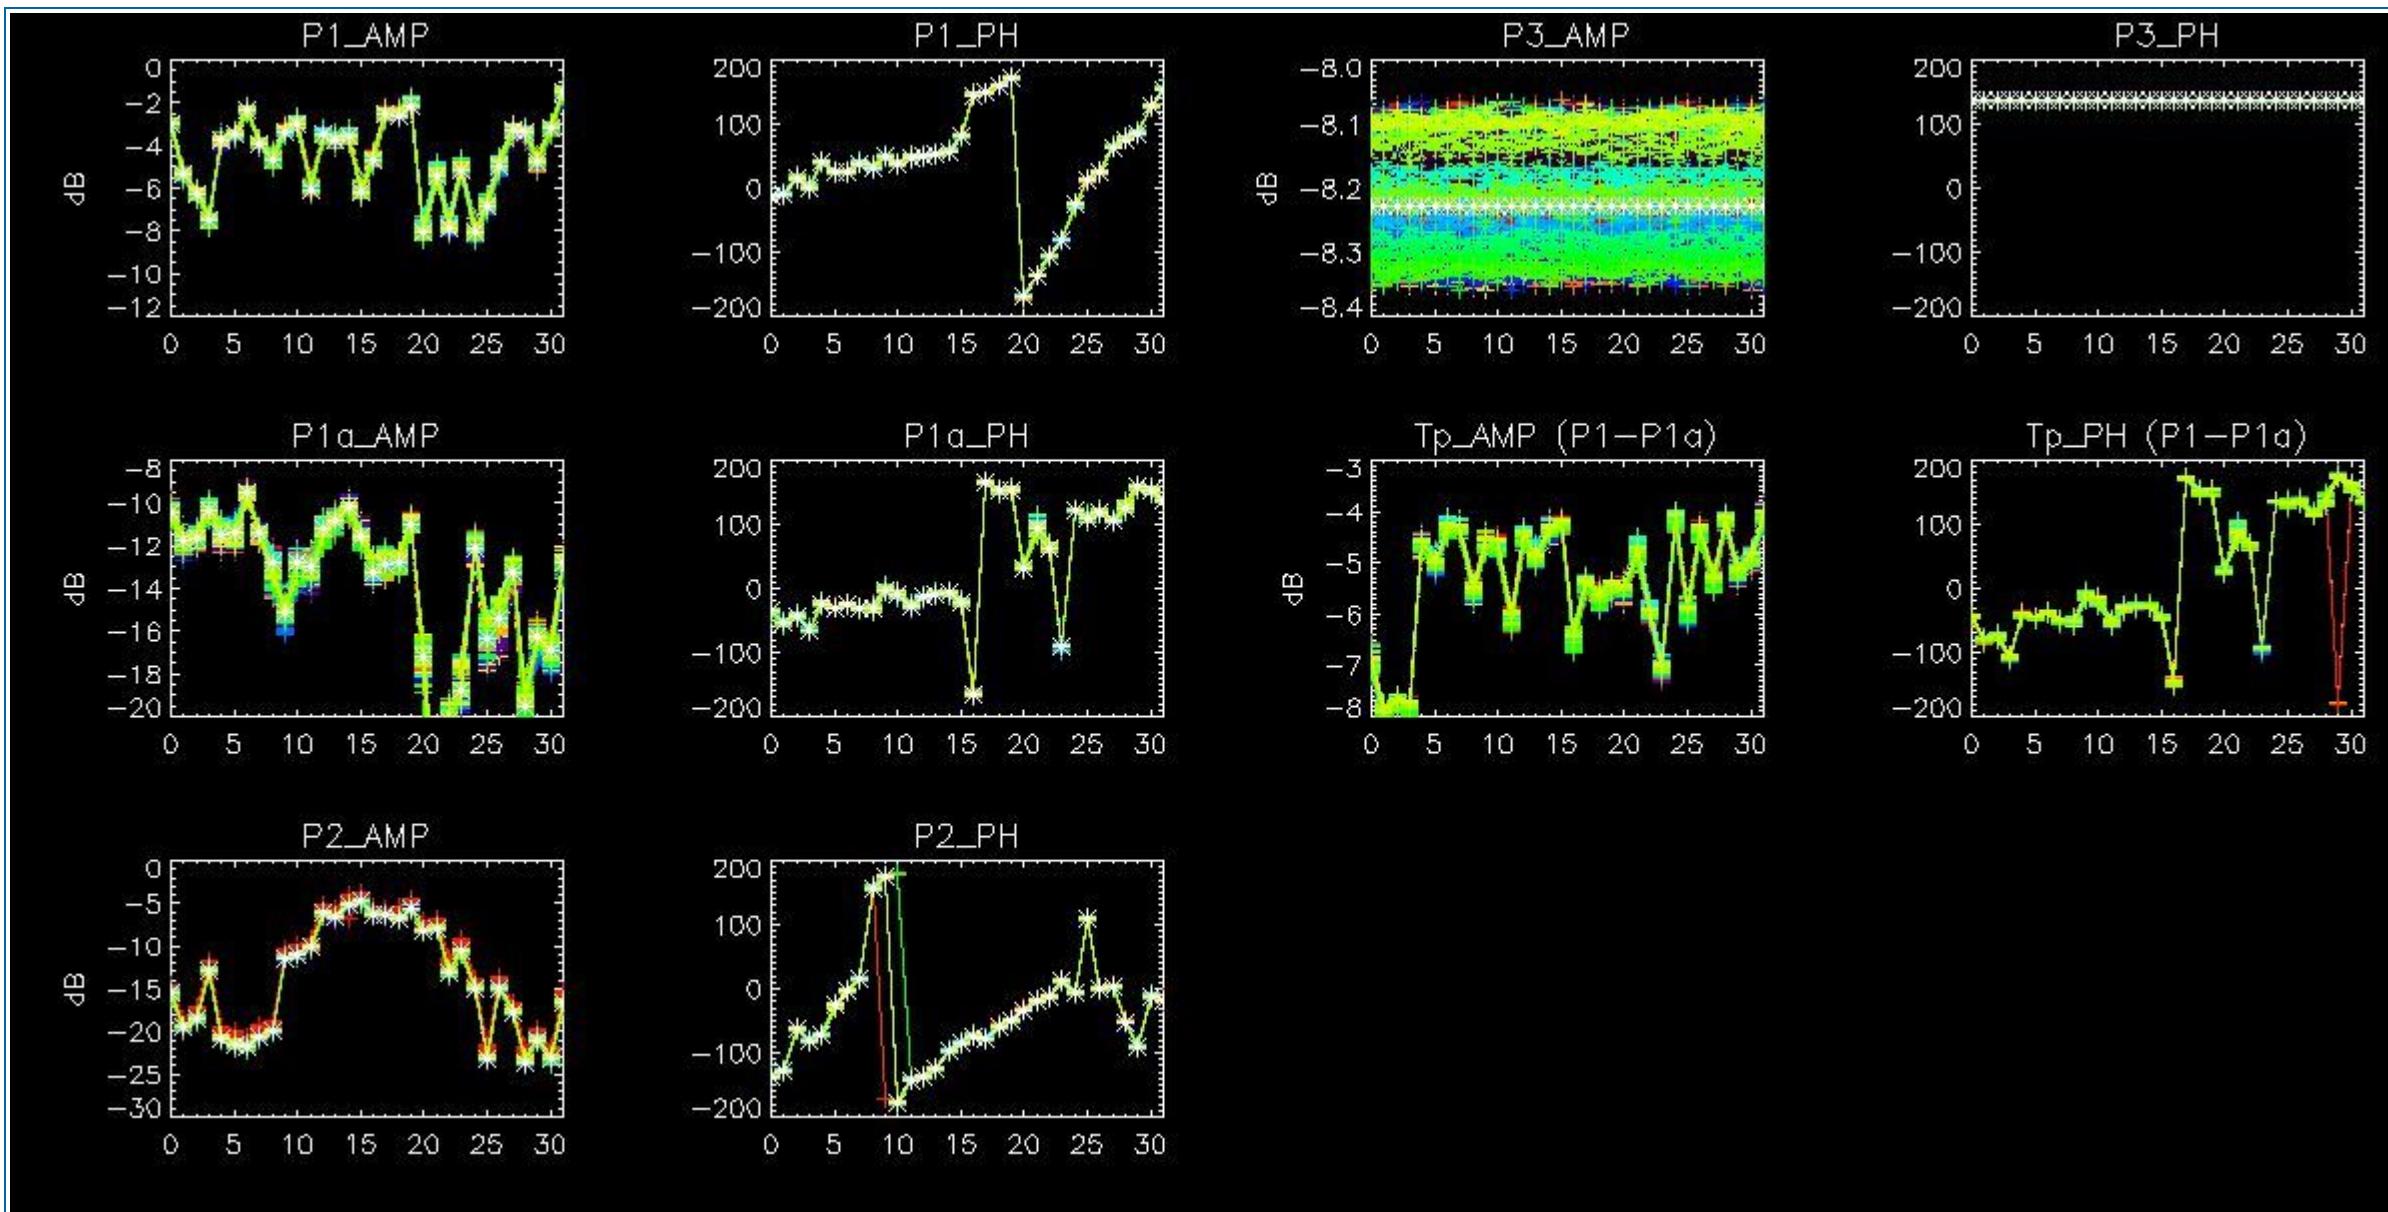 P1_AMP P1_PH P3_AMP P3_PH
0 200 -8.0 200
-2
-4 100 -8.1 100
dB -6 0 dB -8.2 0
-8
-10 -100 -8.3 -100
-12 -200 -8.4 -200
0 5 10 15 20 25 30 0 5 10 15 20 25 30 0 5 10 15 20 25 30 0 5 10 15 20 25 30
P1a_AMP P1a_PH Tp_AMP (P1-P1a) Tp_PH (P1-P1a)
-8 200 -3 200
-10 100 -4 100
-12
dB -14 0 dB -5 0
-16 -100 -6 -100
-18 -7
-20 -200 -8 -200
0 5 10 15 20 25 30 0 5 10 15 20 25 30 0 5 10 15 20 25 30 0 5 10 15 20 25 30
P2_AMP P2_PH
0 200
-5 100
-10
dB -15 0
-20 -100
-25
-30 -200
0 5 10 15 20 25 30 0 5 10 15 20 25 30